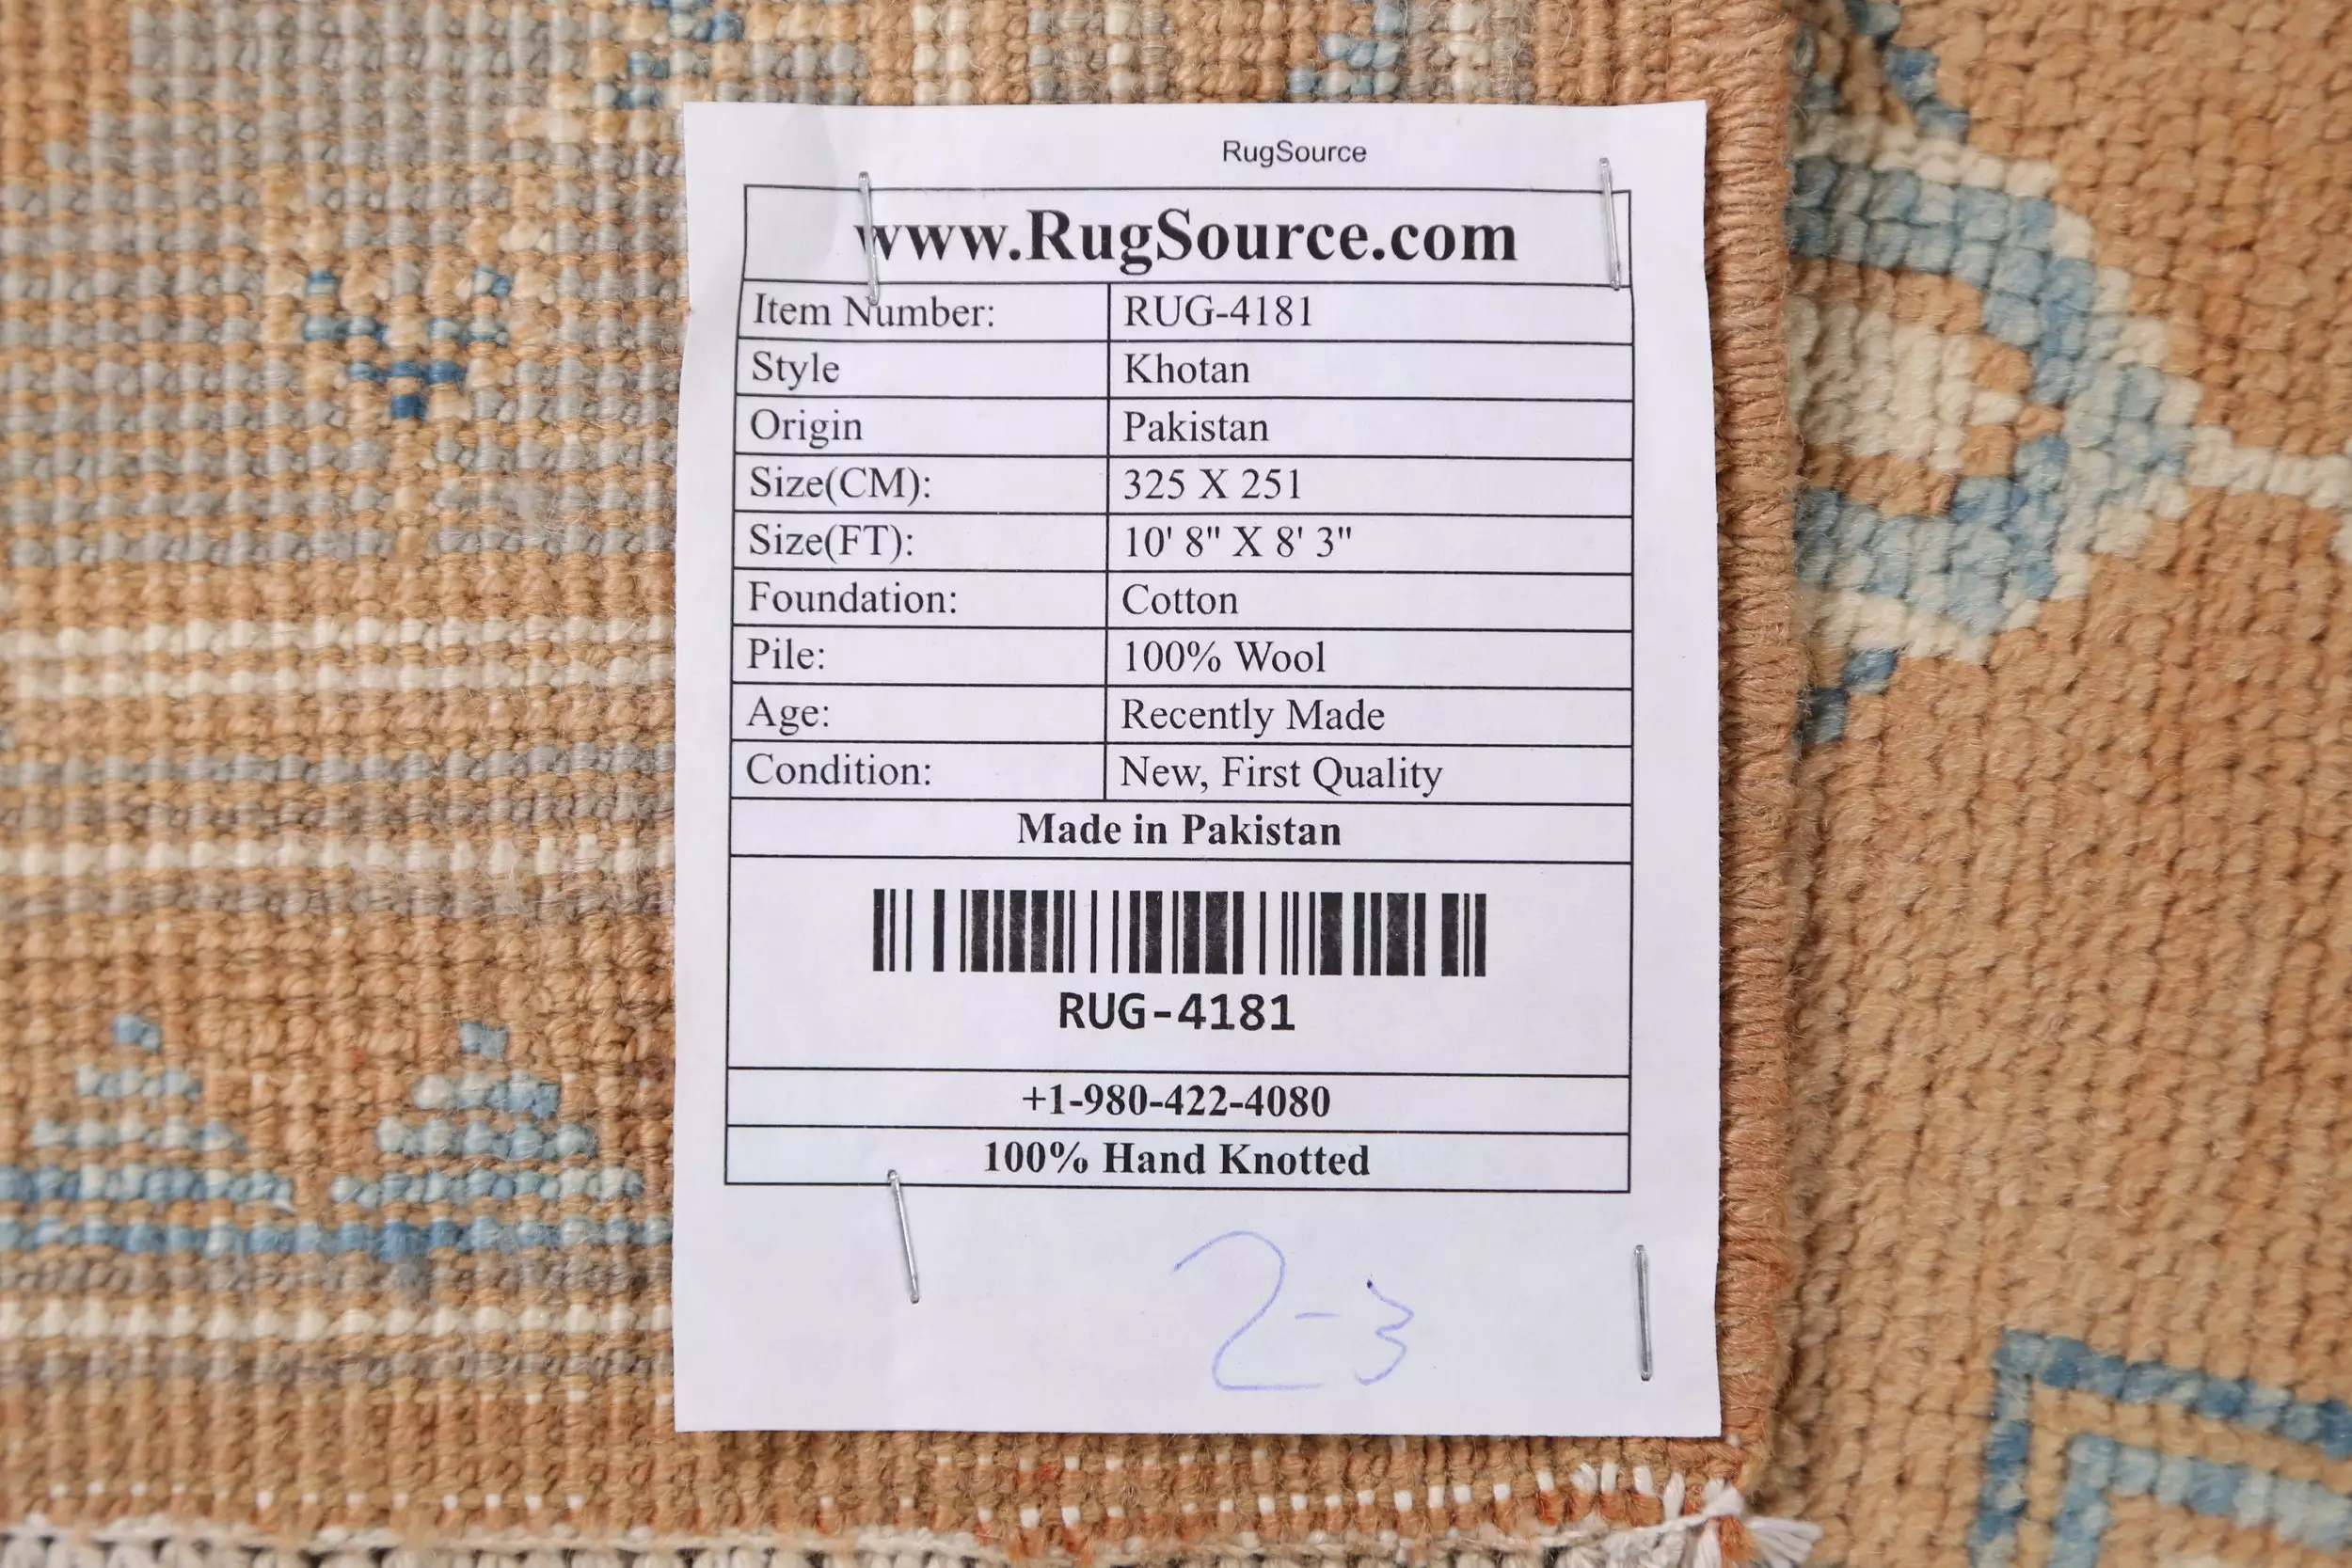 RugSource
www.RugSource.com
Item Number: RUG-4181
Style Khotan
Origin Pakistan
Size(CM): 325 X 251
Size(FT): 10' 8" X 8' 3"
Foundation: Cotton
Pile: 100% Wool
Age: Recently Made
Condition: New, First Quality
Made in Pakistan
RUG-4181
+1-980-422-4080
100% Hand Knotted
2-3